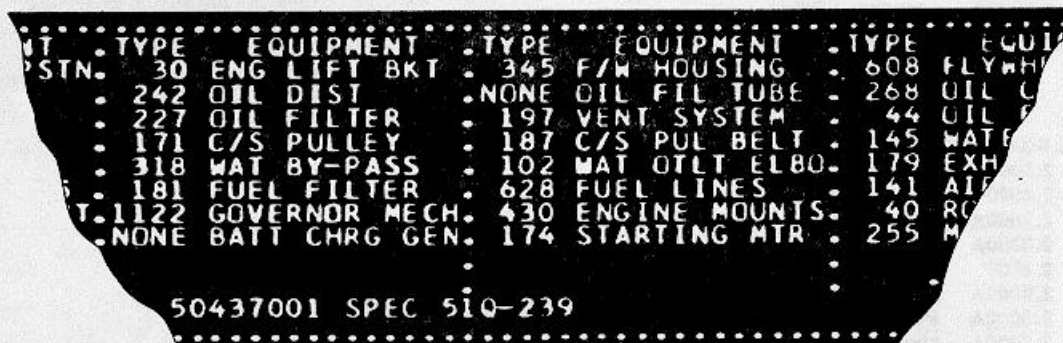 TYPE EQUIPMENT . TYPE EQUIPMENT . TYPE
PSTN. 30 ENG LIFT BKT . 345 F/W HOUSING . 608
. 242 OIL DIST .NONE OIL FIL TUBE . 268 OIL
. 227 OIL FILTER . 197 VENT SYSTEM . 44 OIL
. 171 C/S PULLEY . 187 C/S PUL BELT . 145
. 318 WAT BY-PASS . 102 WAT OTLT ELBO. 179
. 181 FUEL FILTER . 628 FUEL LINES . 141
.1122 GOVERNOR MECH. 430 ENGINE MOUNTS. 40
.NONE BATT CHRG GEN. 174 STARTING MTR . 255
50437001 SPEC 51Q-239